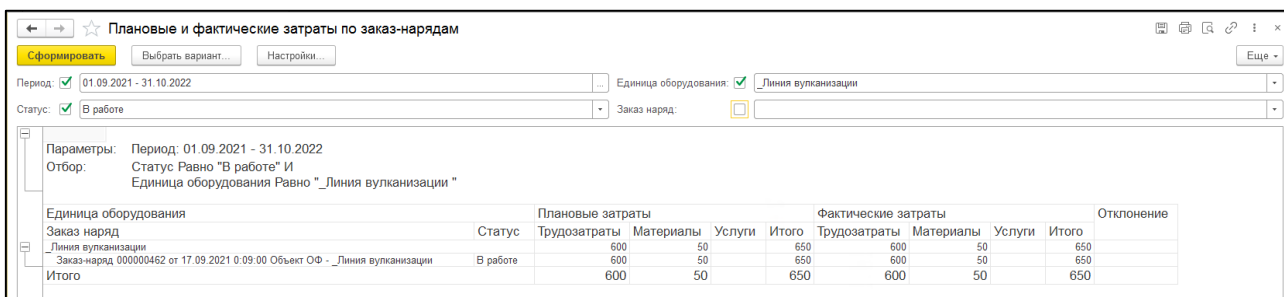 Плановые и фактические затраты по заказ-нарядам
Сформировать Выбрать вариант... Настройки... Еще
Период: 01.09.2021 - 31.10.2022 ... Единица оборудования: _Линия вулканизации
Статус: В работе Заказ наряд:
Параметры: Период: 01.09.2021 - 31.10.2022
Отбор: Статус Равно "В работе" И
Единица оборудования Равно "_Линия вулканизации "
Единица оборудования Плановые затраты Фактические затраты Отклонение
Заказ наряд Статус Трудозатраты Материалы Услуги Итого Трудозатраты Материалы Услуги Итого
_Линия вулканизации 600 50 650 600 50 650
Заказ-наряд 000000462 от 17.09.2021 0:09:00 Объект ОФ - _Линия вулканизации В работе 600 50 650 600 50 650
Итого 600 50 650 600 50 650